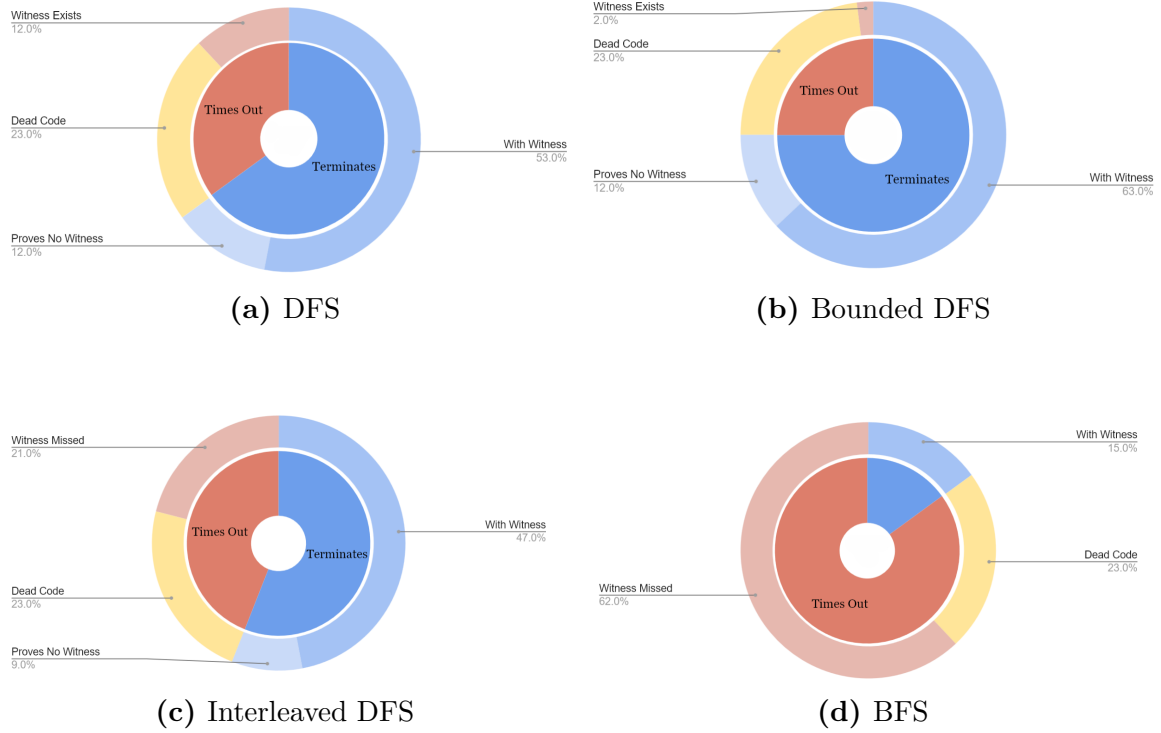 Witness Exists
12.0%
Dead Code
23.0%
Times Out
Terminates
With Witness
53.0%
Proves No Witness
12.0%
(a) DFS
Witness Exists
2.0%
Dead Code
23.0%
Times Out
Proves No Witness
12.0%
Terminates
With Witness
63.0%
(b) Bounded DFS
Witness Missed
21.0%
Times Out
Terminates
With Witness
47.0%
Dead Code
23.0%
Proves No Witness
9.0%
(c) Interleaved DFS
With Witness
15.0%
Dead Code
23.0%
Witness Missed
62.0%
Times Out
(d) BFS